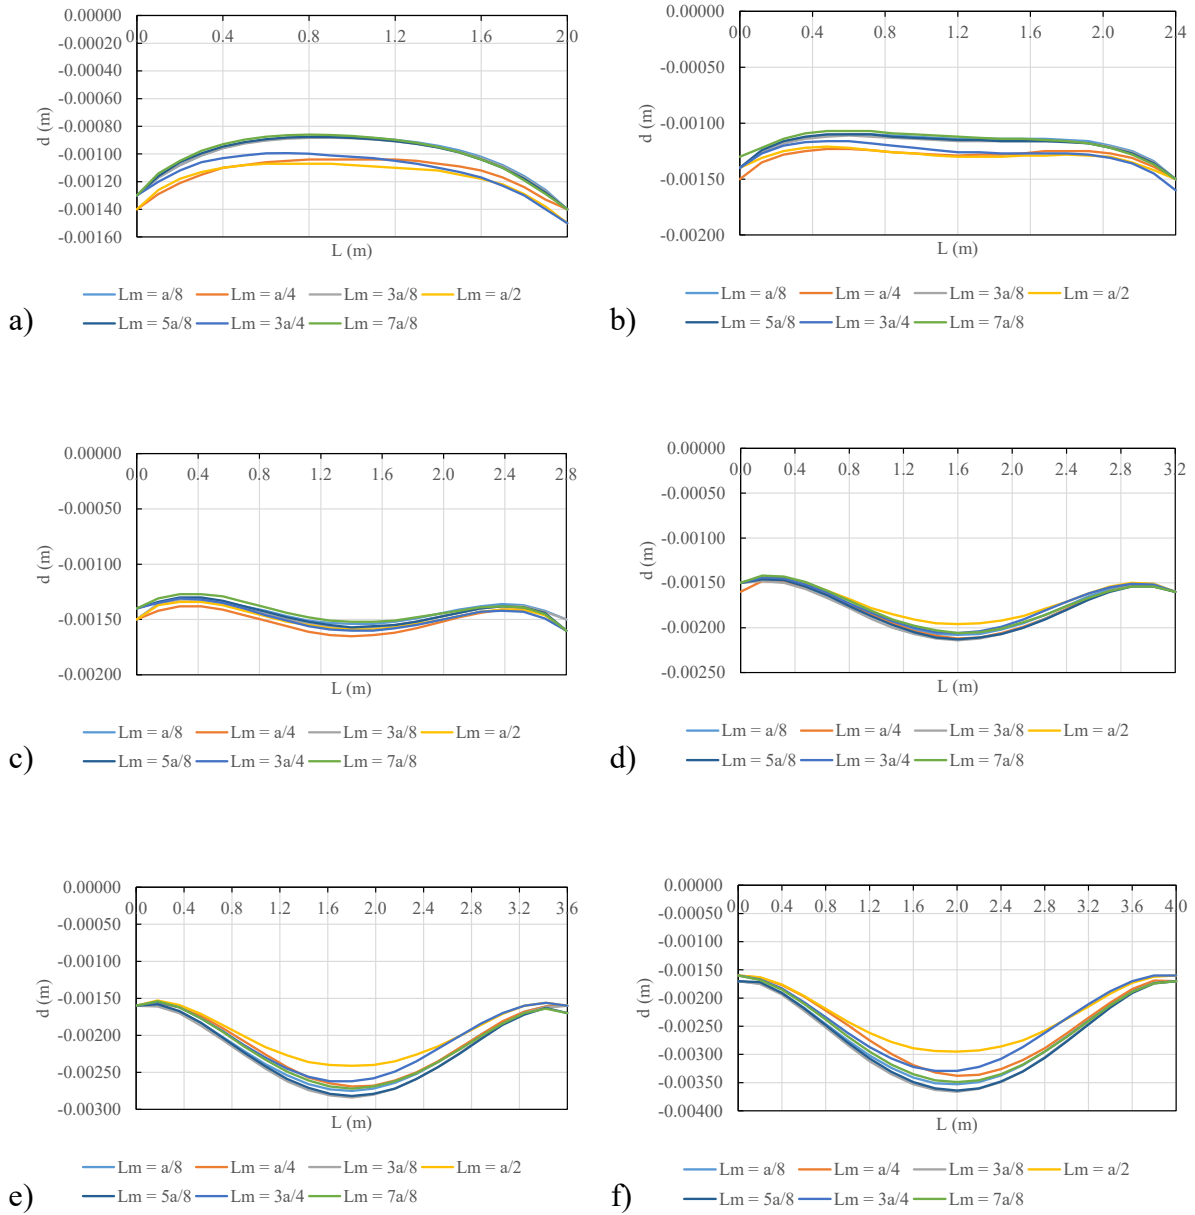 0.00000
-0.00020
-0.00040
-0.00060
-0.00080
-0.00100
-0.00120
-0.00140
-0.00160
d (m)
0.0 0.4 0.8 1.2 1.6 2.0
L (m)
Lm = a/8 Lm = a/4 Lm = 3a/8 Lm = a/2
Lm = 5a/8 Lm = 3a/4 Lm = 7a/8
a)
0.00000
-0.00050
-0.00100
-0.00150
-0.00200
d (m)
0.0 0.4 0.8 1.2 1.6 2.0 2.4
L (m)
Lm = a/8 Lm = a/4 Lm = 3a/8 Lm = a/2
Lm = 5a/8 Lm = 3a/4 Lm = 7a/8
b)
0.00000
-0.00050
-0.00100
-0.00150
-0.00200
d (m)
0.0 0.4 0.8 1.2 1.6 2.0 2.4 2.8
L (m)
Lm = a/8 Lm = a/4 Lm = 3a/8 Lm = a/2
Lm = 5a/8 Lm = 3a/4 Lm = 7a/8
c)
0.00000
-0.00050
-0.00100
-0.00150
-0.00200
-0.00250
d (m)
0.0 0.4 0.8 1.2 1.6 2.0 2.4 2.8 3.2
L (m)
Lm = a/8 Lm = a/4 Lm = 3a/8 Lm = a/2
Lm = 5a/8 Lm = 3a/4 Lm = 7a/8
d)
0.00000
-0.00050
-0.00100
-0.00150
-0.00200
-0.00250
-0.00300
d (m)
0.0 0.4 0.8 1.2 1.6 2.0 2.4 2.8 3.2 3.6
L (m)
Lm = a/8 Lm = a/4 Lm = 3a/8 Lm = a/2
Lm = 5a/8 Lm = 3a/4 Lm = 7a/8
e)
0.00000
-0.00050
-0.00100
-0.00150
-0.00200
-0.00250
-0.00300
-0.00350
-0.00400
d (m)
0.0 0.4 0.8 1.2 1.6 2.0 2.4 2.8 3.2 3.6 4.0
L (m)
Lm = a/8 Lm = a/4 Lm = 3a/8 Lm = a/2
Lm = 5a/8 Lm = 3a/4 Lm = 7a/8
f)